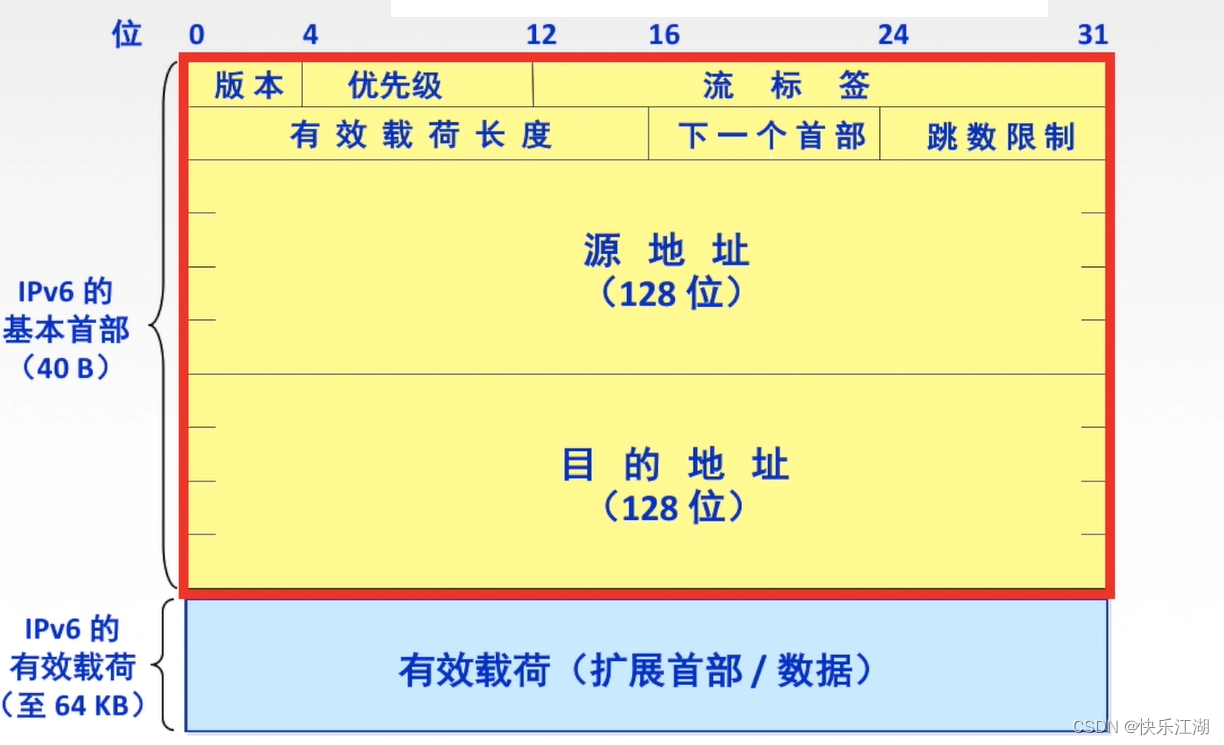 位 0 4 12 16 24 31
版本 优先级 流标签
有效载荷长度 下一个首部 跳数限制
源地址
（128 位）
IPv6 的
基本首部
（40 B）
目的地址
（128 位）
IPv6 的
有效载荷
（至 64 KB）
有效载荷（扩展首部 / 数据）
CSDN @快乐江湖